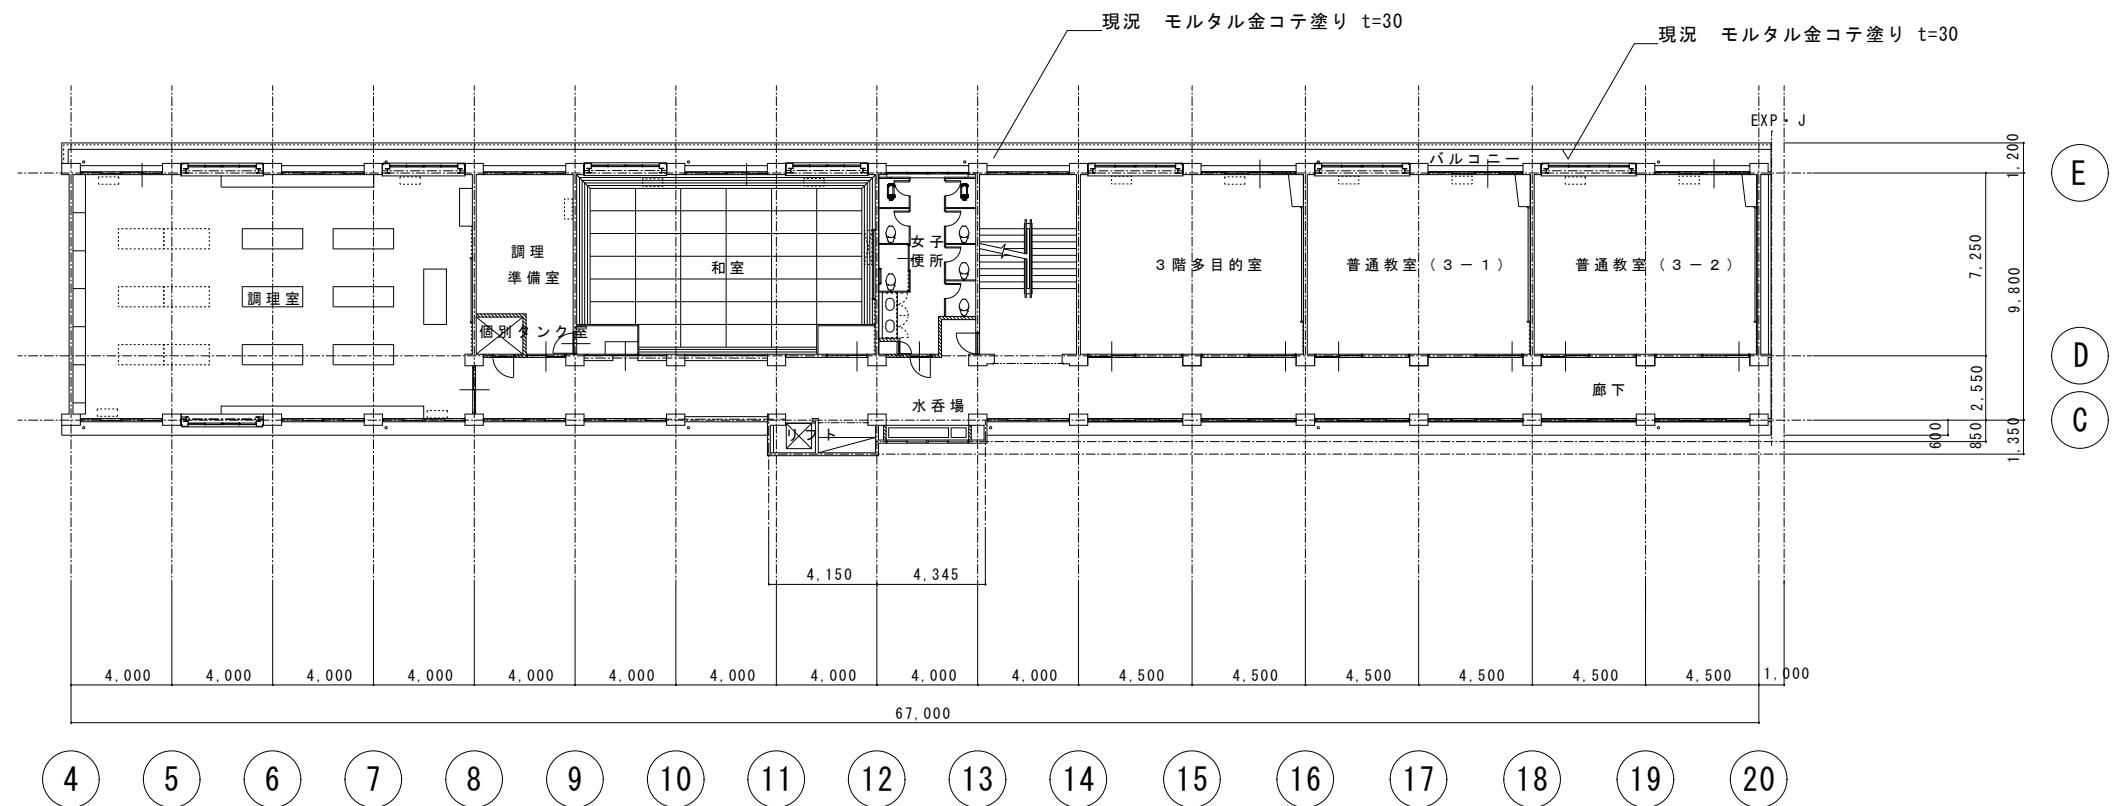 現況　モルタル金コテ塗り t=30
現況　モルタル金コテ塗り t=30
EXP・J
バルコニー
1,200
E
調理
準備室
和室
女子
便所
3階多目的室
普通教室（3－1）
普通教室（3－2）
7,250
9,800
調理室
個別タンク室
D
廊下
2,550
水呑場
C
リフト
600
850
1,350
4,150
4,345
4,000
4,000
4,000
4,000
4,000
4,000
4,000
4,000
4,000
4,000
4,500
4,500
4,500
4,500
4,500
4,500
1,000
67,000
4
5
6
7
8
9
10
11
12
13
14
15
16
17
18
19
20